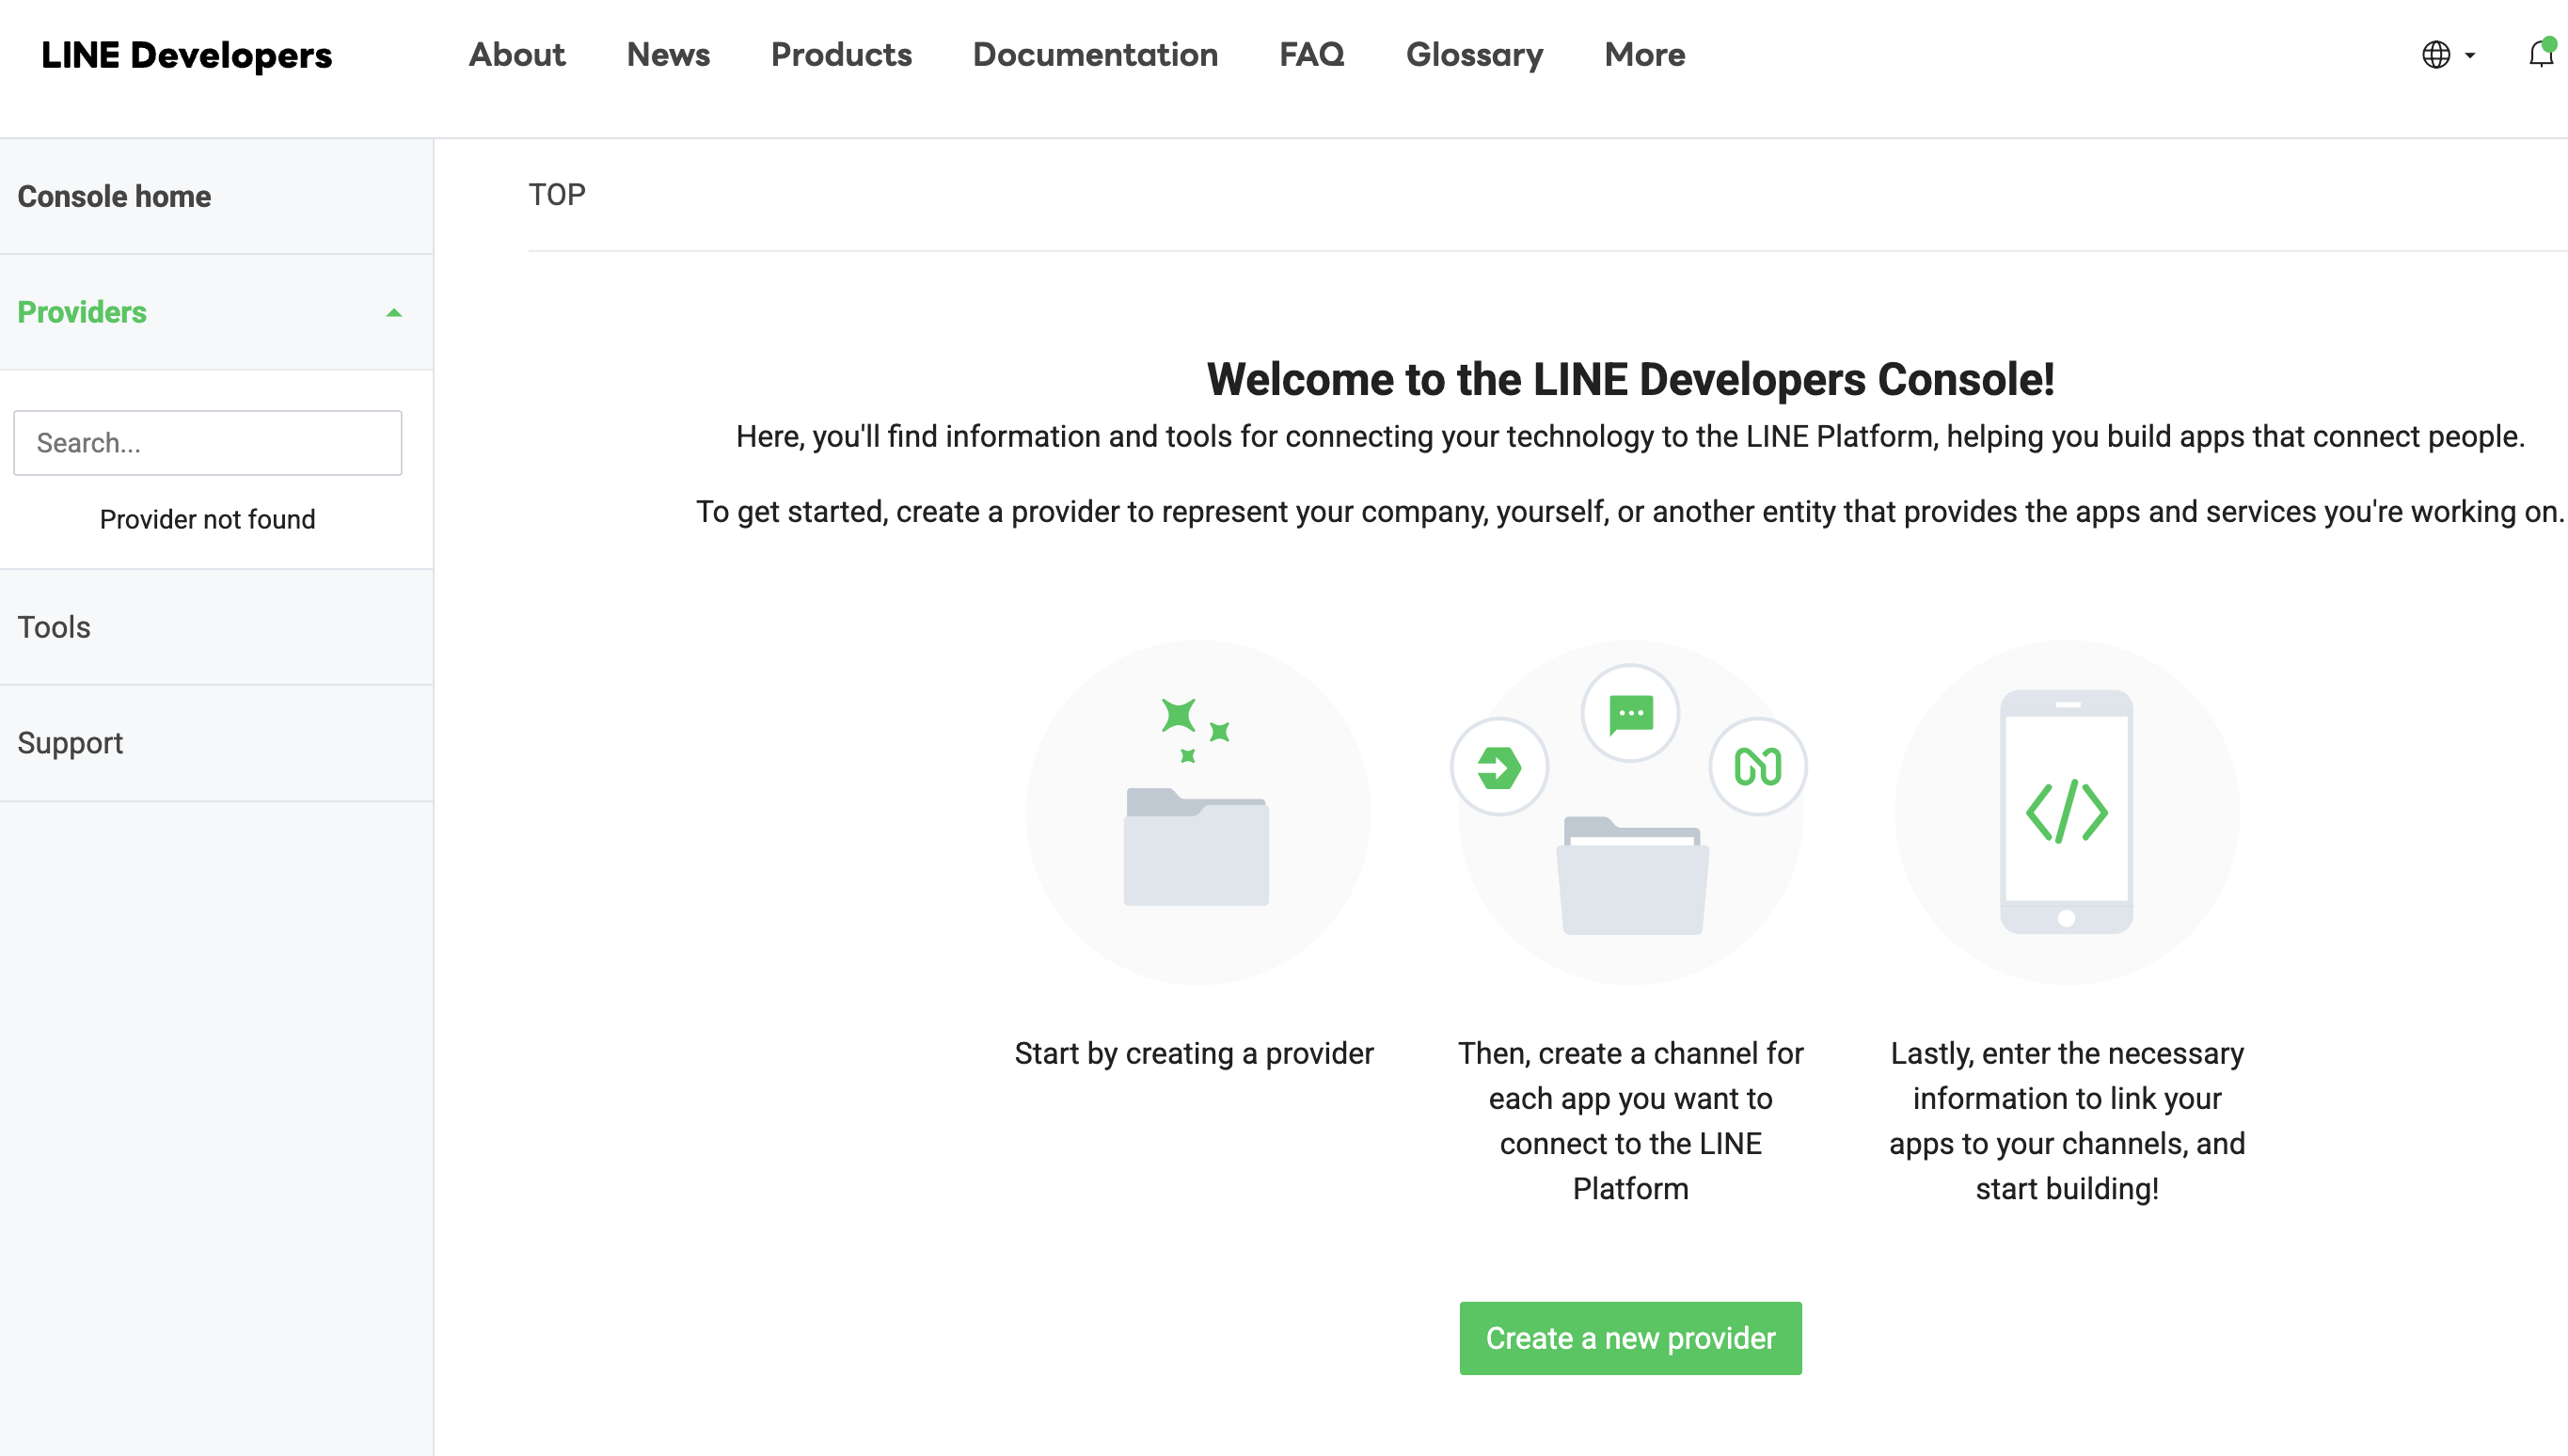 LINE Developers
About News Products Documentation FAQ Glossary More
Console home
Providers
Search...
Provider not found
Tools
Support
TOP
Welcome to the LINE Developers Console!
Here, you'll find information and tools for connecting your technology to the LINE Platform, helping you build apps that connect people.
To get started, create a provider to represent your company, yourself, or another entity that provides the apps and services you're working on.
Start by creating a provider
Then, create a channel for
each app you want to
connect to the LINE
Platform
Lastly, enter the necessary
information to link your
apps to your channels, and
start building!
Create a new provider